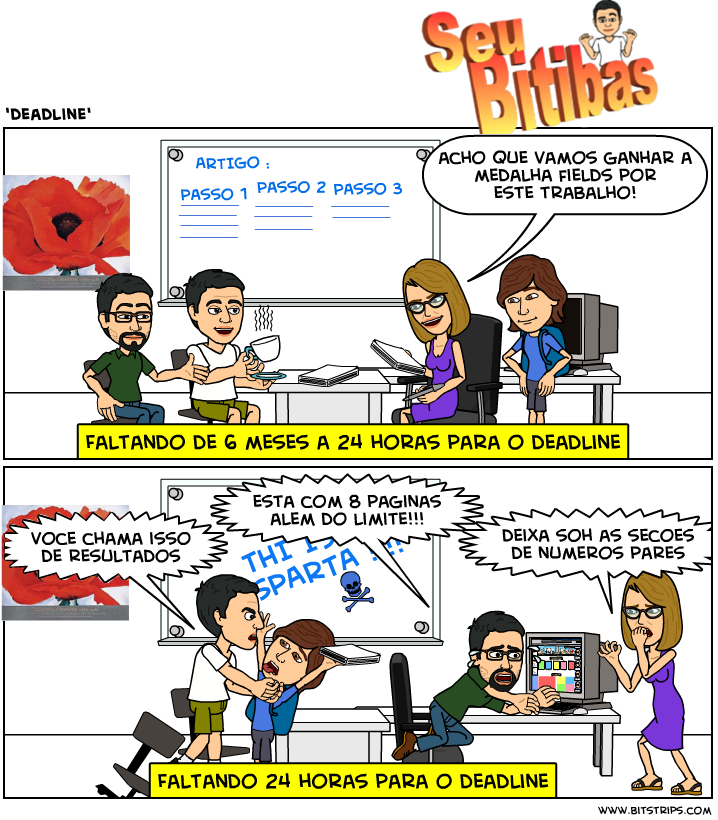 Seu
Bitibas
'DEADLINE'
ARTIGO :
PASSO 1 PASSO 2 PASSO 3
ACHO QUE VAMOS GANHAR A
MEDALHA FIELDS POR
ESTE TRABALHO!
FALTANDO DE 6 MESES A 24 HORAS PARA O DEADLINE
VOCE CHAMA ISSO
DE RESULTADOS
ESTA COM 8 PAGINAS
ALEM DO LIMITE!!!
DEIXA SOH AS SECOES
DE NUMEROS PARES
SPARTA !!!
FALTANDO 24 HORAS PARA O DEADLINE
WWW.BITSTRIPS.COM